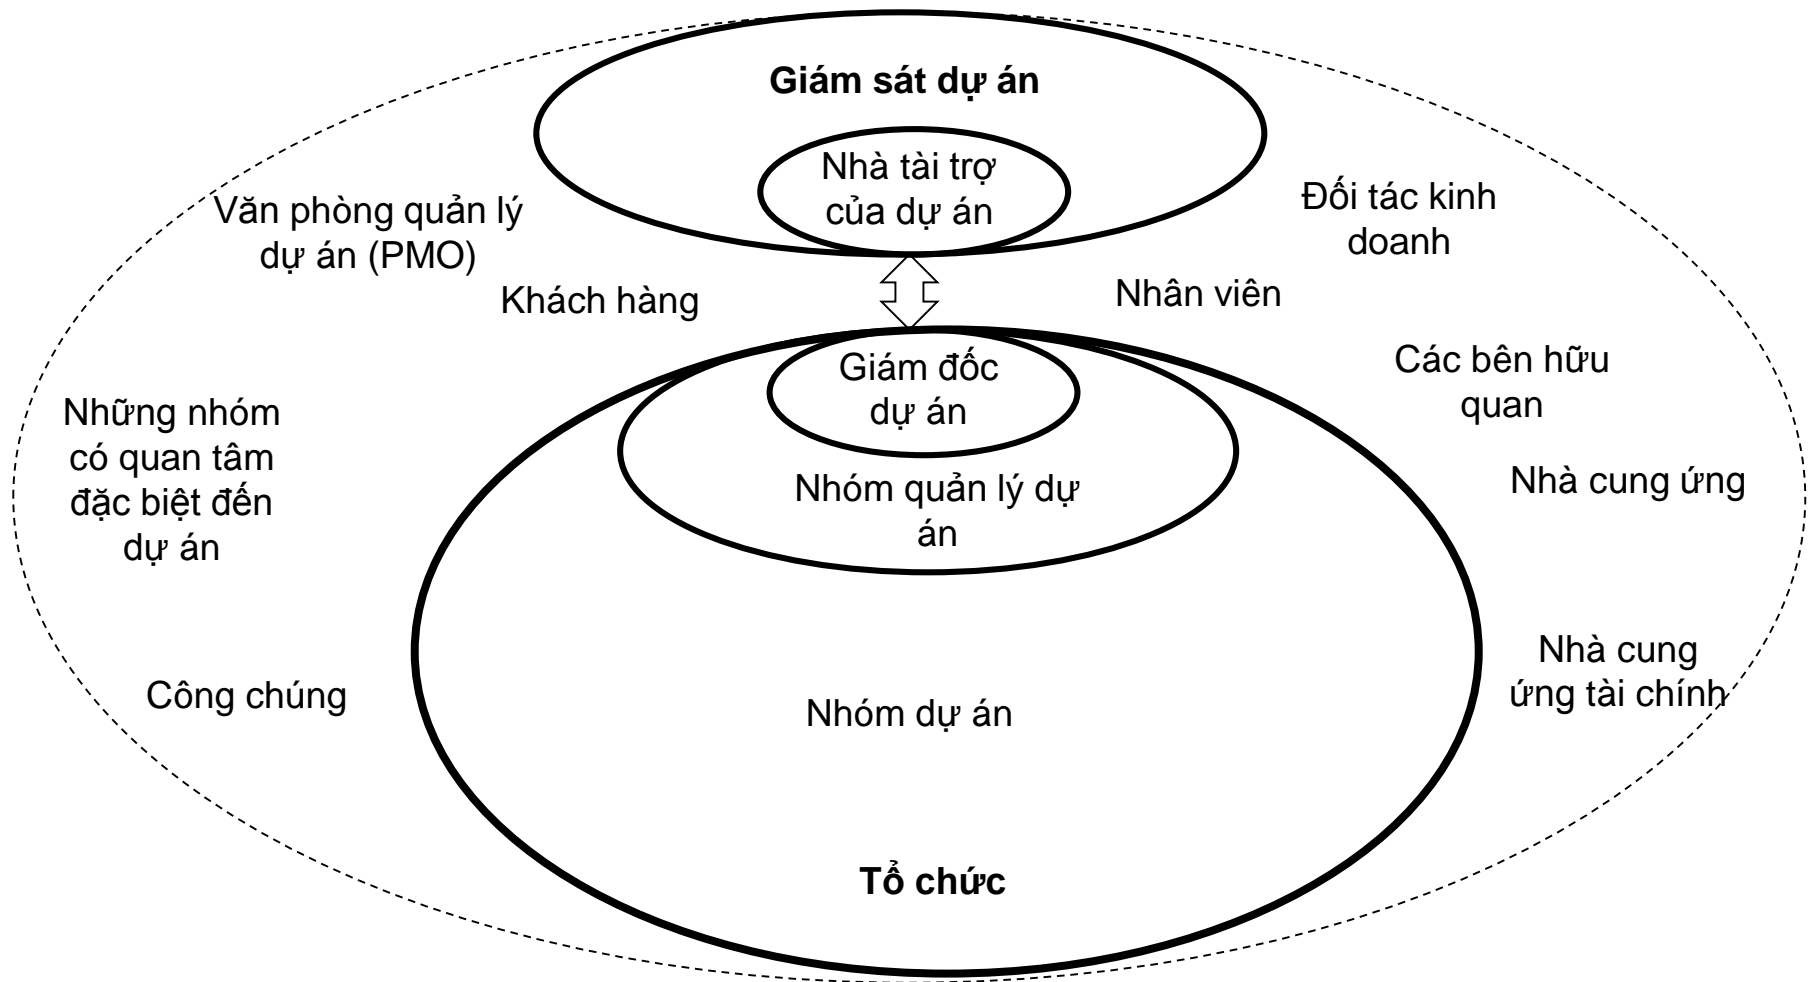 Giám sát dự án
Nhà tài trợ
của dự án
Văn phòng quản lý
dự án (PMO)
Đối tác kinh
doanh
Khách hàng
Nhân viên
Giám đốc
dự án
Các bên hữu
quan
Những nhóm
có quan tâm
đặc biệt đến
dự án
Nhóm quản lý dự
án
Nhà cung ứng
Công chúng
Nhóm dự án
Nhà cung
ứng tài chính
Tổ chức